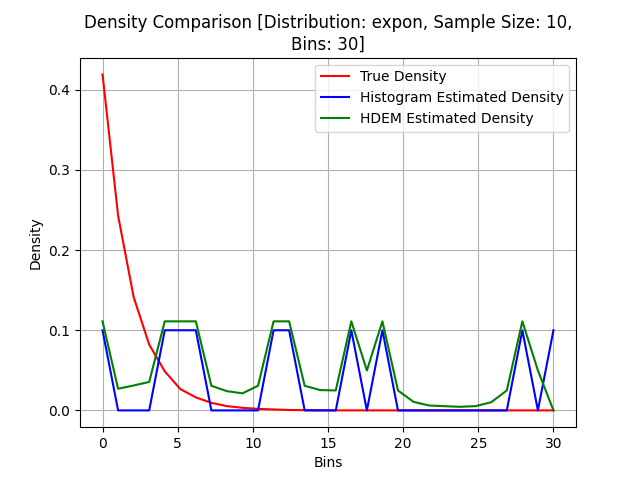 Density Comparison [Distribution: expon, Sample Size: 10,
Bins: 30]
True Density
Histogram Estimated Density
HDEM Estimated Density
Density
0.4
0.3
0.2
0.1
0.0
0 5 10 15 20 25 30
Bins